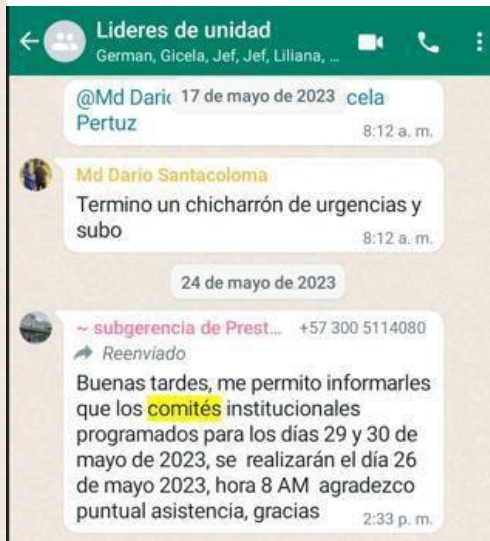 Lideres de unidad
German, Gicela, Jef, Jef, Liliana, ...
@Md Daric 17 de mayo de 2023 cela
Pertuz
8:12 a. m.
Md Dario Santacoloma
Termino un chicharrón de urgencias y
subo
8:12 a. m.
24 de mayo de 2023
~ subgerencia de Prest... +57 300 5114080
Reenviado
Buenas tardes, me permito informarles
que los comités institucionales
programados para los días 29 y 30 de
mayo de 2023, se realizarán el día 26
de mayo 2023, hora 8 AM agradezco
puntual asistencia, gracias
2:33 p. m.